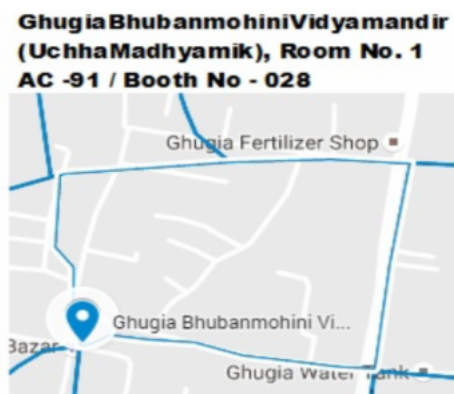 GhugiaBhubanmohiniVidyamandir
(UchhaMadhyamik), Room No. 1
AC -91 / Booth No - 028
Ghugia Fertilizer Shop
Ghugia Bhubanmohini Vi...
Bazar
Ghugia Water Tank